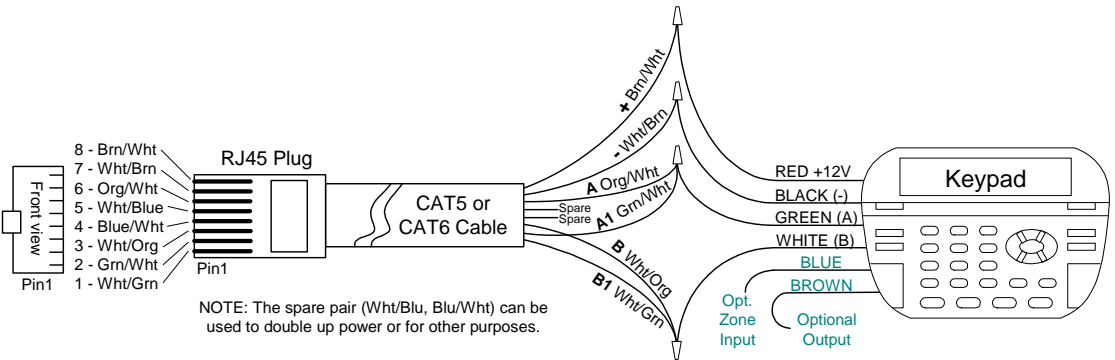 8 - Brn/Wht
7 - Wht/Brn
6 - Org/Wht
5 - Wht/Blue
4 - Blue/Wht
3 - Wht/Org
2 - Grn/Wht
1 - Wht/Grn
Front view
Pin1
RJ45 Plug
Pin1
CAT5 or
CAT6 Cable
+ Brn/Wht
- Wht/Brn
A Org/Wht
Spare
Spare
A1 Grn/Wht
B Wht/Org
B1 Wht/Grn
RED +12V
BLACK (-)
GREEN (A)
WHITE (B)
BLUE
BROWN
Keypad
Opt.
Zone
Input
Optional
Output
NOTE: The spare pair (Wht/Blu, Blu/Wht) can be
used to double up power or for other purposes.